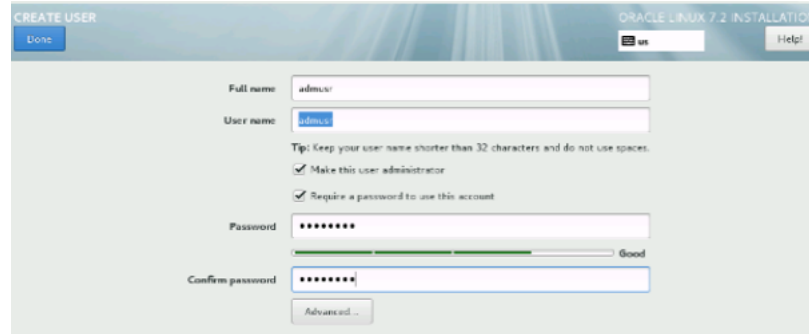 CREATE USER
ORACLE LINUX 7.2 INSTALLATIO
Done
us
Help!
Full name
admusr
User name
admusr
Tip: Keep your user name shorter than 32 characters and do not use spaces.
Make this user administrator
Require a password to use this account
Password
••••••••
Good
Confirm password
••••••••
Advanced...